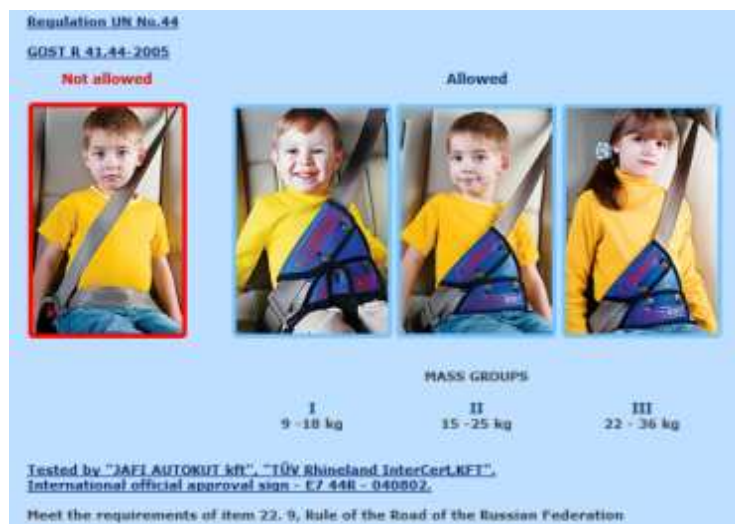 Regulation UN No.44
GOST R 41.44-2005
Not allowed
Allowed
MASS GROUPS
I
II
III
9 -18 kg
15 -25 kg
22 - 36 kg
Tested by "JAFI AUTOKUT kft", "TÜV Rhineland InterCert,KFT".
International official approval sign - E7 44R - 040802.
Meet the requirements of item 22. 9, Rule of the Road of the Russian Federation